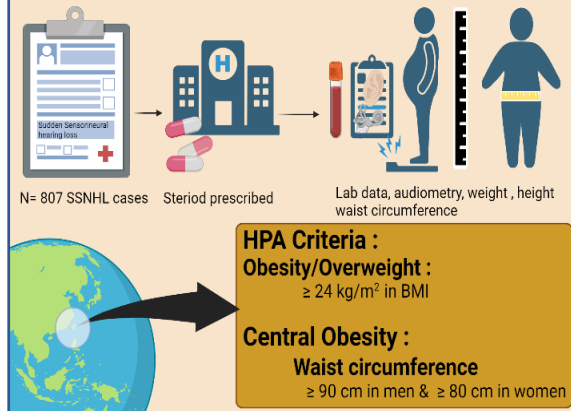 Sudden Sensorineural
hearing loss
H
N= 807 SSNHL cases
Steriod prescribed
Lab data, audiometry, weight , height
waist circumference
HPA Criteria :
Obesity/Overweight :
≥ 24 kg/m² in BMI
Central Obesity :
Waist circumference
≥ 90 cm in men & ≥ 80 cm in women